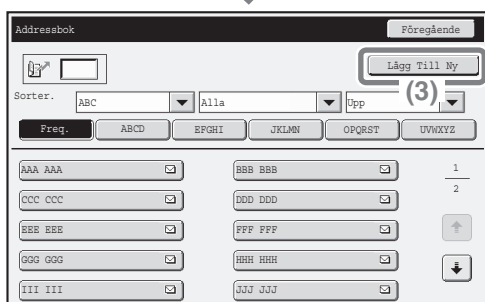 Addressbok Föregående
Lägg Till Ny
(3)
Sorter. ABC Alla Upp
Freq. ABCD EFGHI JKLMN OPQRST UVWXYZ
AAA AAA BBB BBB 1
CCC CCC DDD DDD 2
EEE EEE FFF FFF
GGG GGG HHH HHH
III III JJJ JJJ